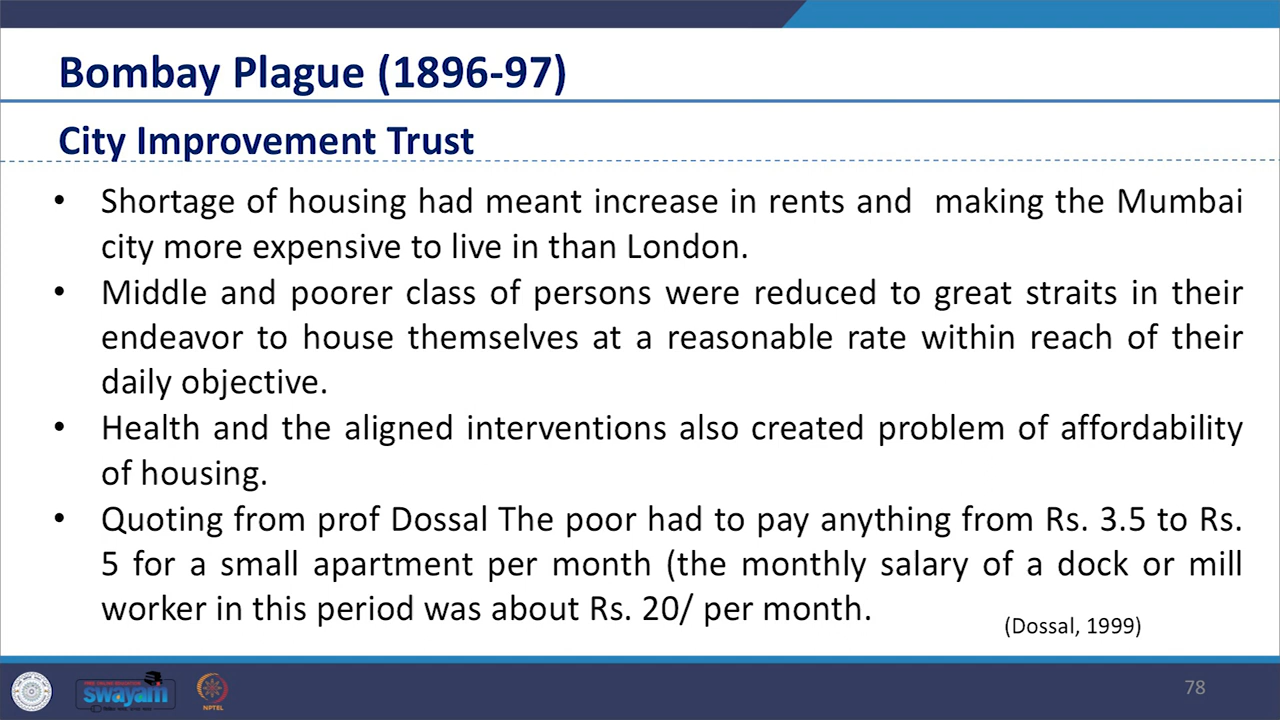 Bombay Plague (1896-97)
City Improvement Trust
• Shortage of housing had meant increase in rents and making the Mumbai
city more expensive to live in than London.
• Middle and poorer class of persons were reduced to great straits in their
endeavor to house themselves at a reasonable rate within reach of their
daily objective.
• Health and the aligned interventions also created problem of affordability
of housing.
• Quoting from prof Dossal The poor had to pay anything from Rs. 3.5 to Rs.
5 for a small apartment per month (the monthly salary of a dock or mill
worker in this period was about Rs. 20/ per month.
(Dossal, 1999)
swayam
NPTEL
78